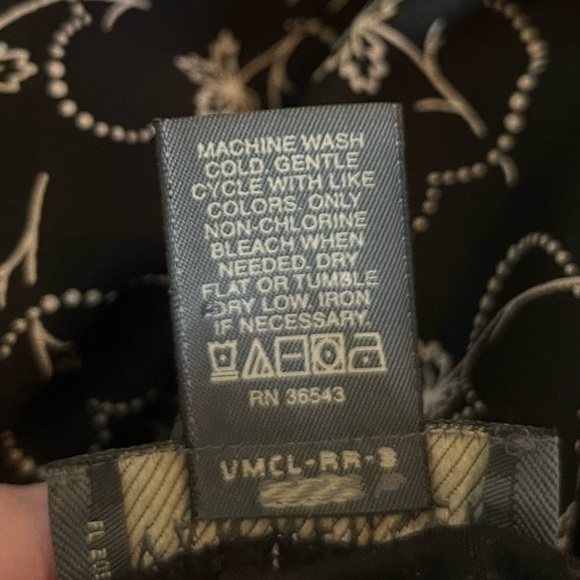 MACHINE WASH
COLD, GENTLE
CYCLE WITH LIKE
COLORS. ONLY
NON-CHLORINE
BLEACH WHEN
NEEDED. DRY
FLAT OR TUMBLE
DRY LOW. IRON
IF NECESSARY
RN 36543
VMCL-RR-3